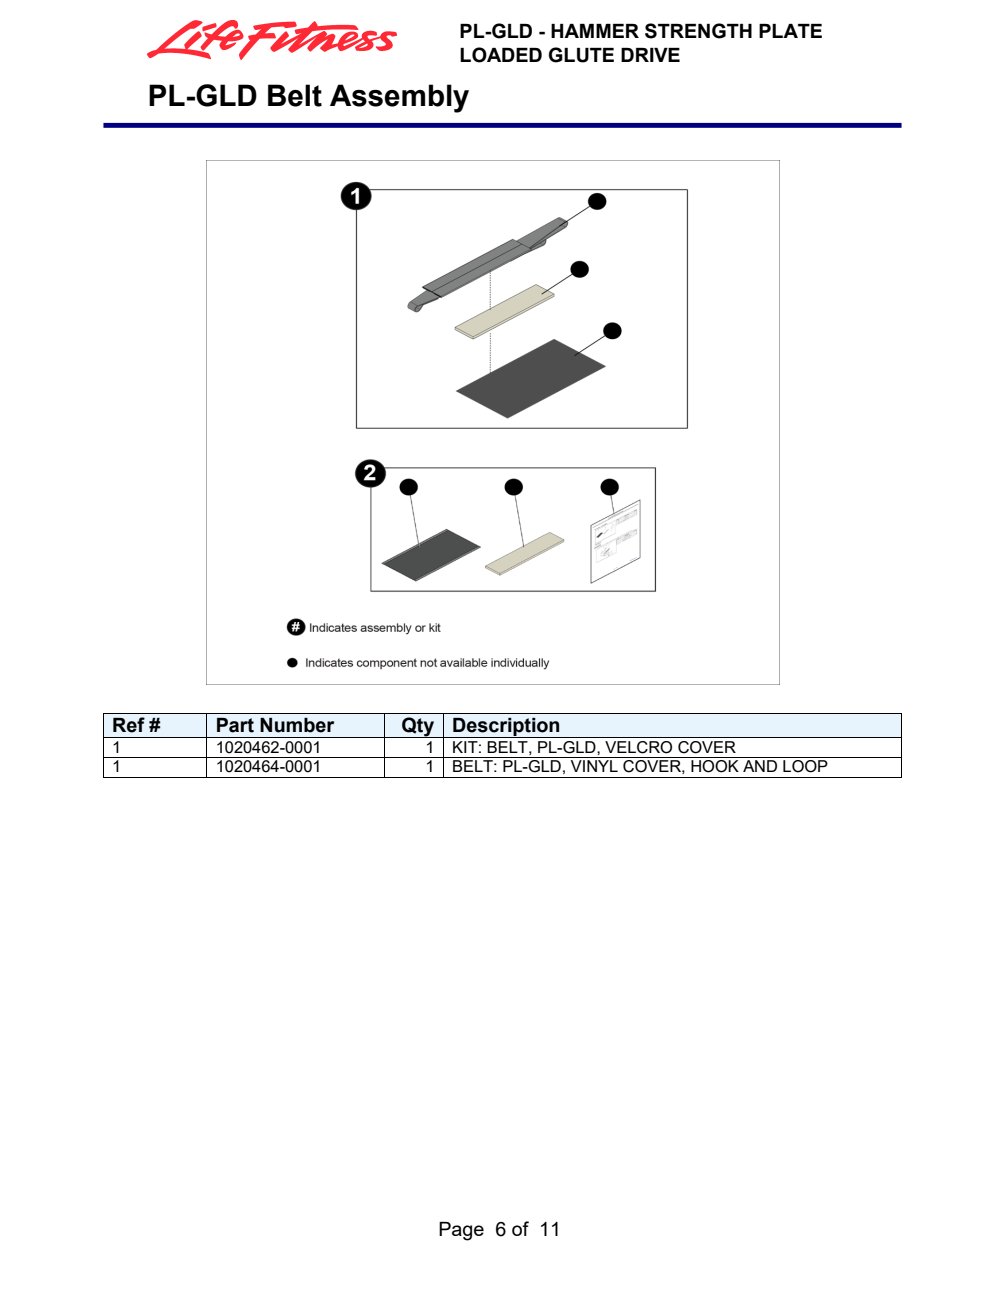 Life Fitness
PL-GLD - HAMMER STRENGTH PLATE
LOADED GLUTE DRIVE
PL-GLD Belt Assembly
1
2
# Indicates assembly or kit
Indicates component not available individually
Ref # Part Number Qty Description
1 1020462-0001 1 KIT: BELT, PL-GLD, VELCRO COVER
1 1020464-0001 1 BELT: PL-GLD, VINYL COVER, HOOK AND LOOP
Page 6 of 11